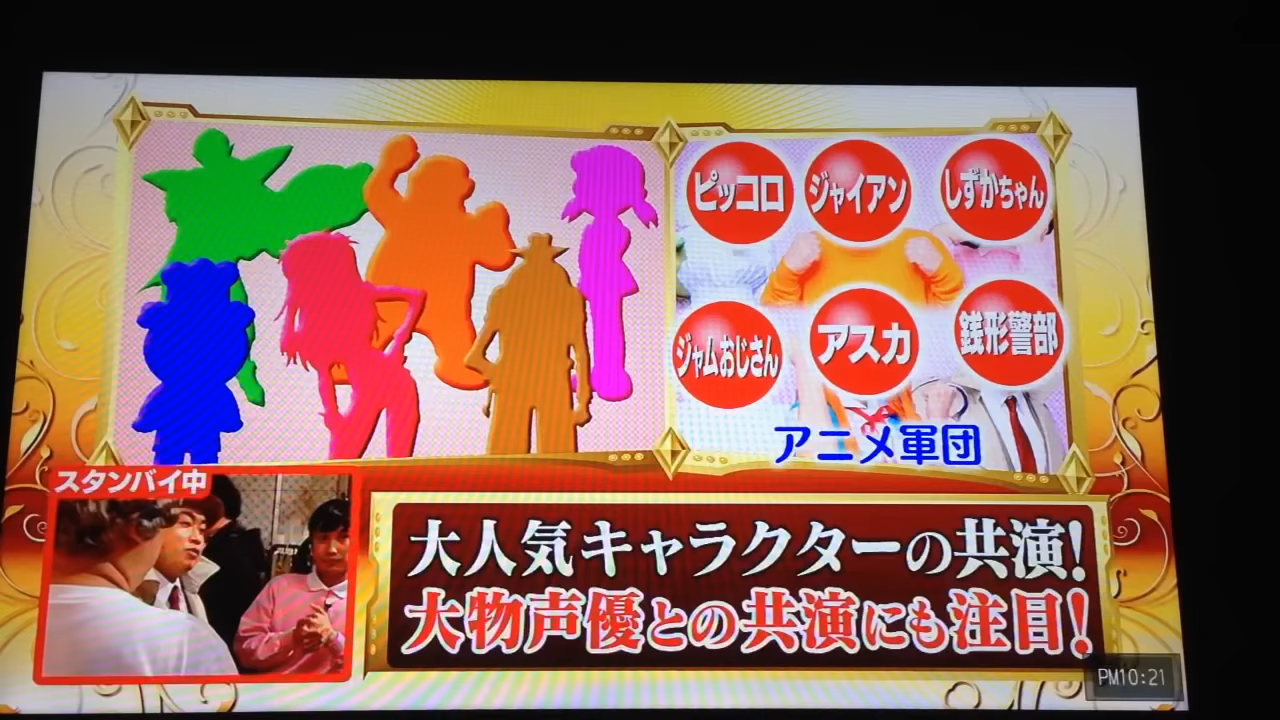 ピッコロ
ジャイアン
しずかちゃん
ジャムおじさん
アスカ
銭形警部
アニメ軍団
スタンバイ中
大人気キャラクターの共演!
大物声優との共演にも注目!
PM10:21